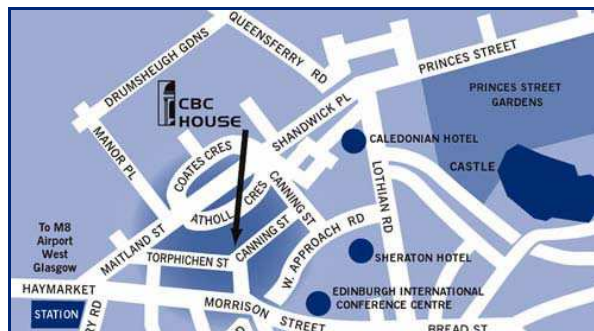 QUEENSFERRY RD
DRUMSHEUGH GDNS
PRINCES STREET
PRINCES STREET
GARDENS
CBC
HOUSE
SHANDWICK PL
MANOR PL
COATES CRES
CALEDONIAN HOTEL
CASTLE
LOTHIAN RD
CANNING ST
ATHOLL CRES
MAITLAND ST
CANNING ST
W. APPROACH RD
To M8
Airport
West
Glasgow
TORPHICHEN ST
SHERATON HOTEL
HAYMARKET
STATION
MORRISON STREET
EDINBURGH INTERNATIONAL
CONFERENCE CENTRE
BREAD ST
RY RD